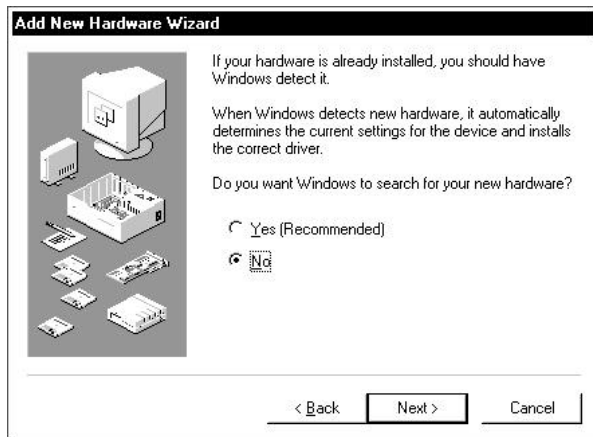 Add New Hardware Wizard
If your hardware is already installed, you should have
Windows detect it.
When Windows detects new hardware, it automatically
determines the current settings for the device and installs
the correct driver.
Do you want Windows to search for your new hardware?
Yes (Recommended)
No
< Back
Next >
Cancel